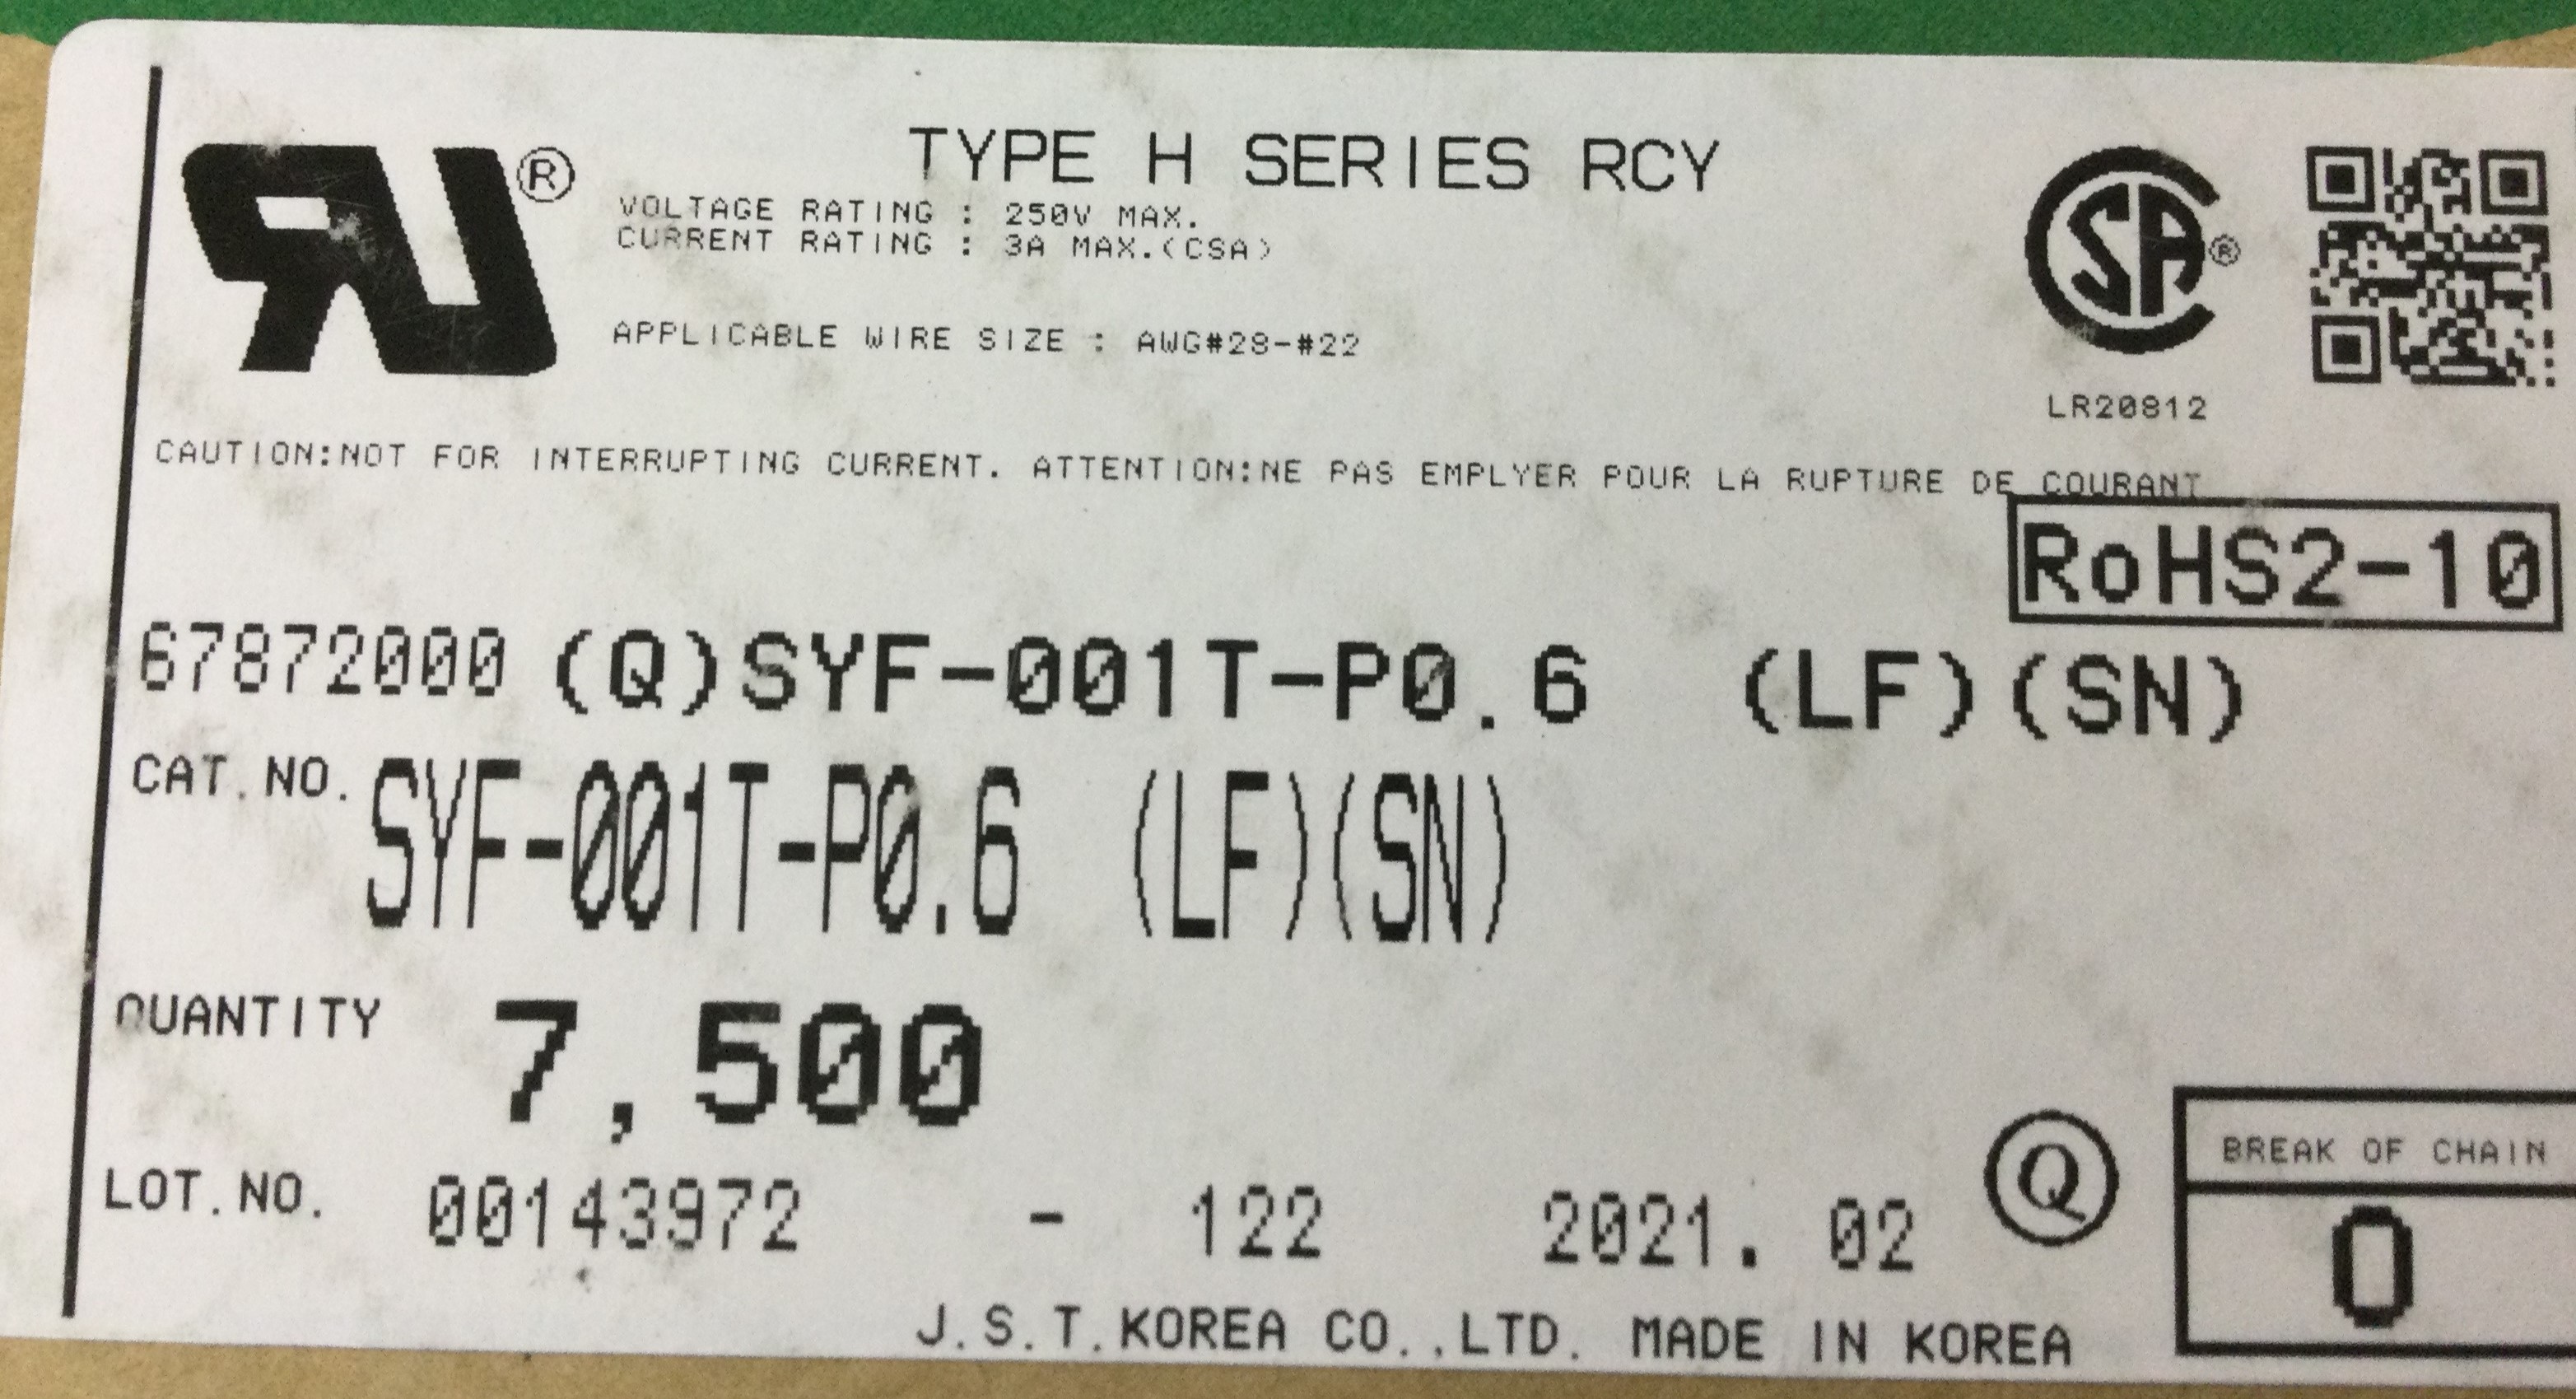 TYPE H SERIES RCY
VOLTAGE RATING : 250V MAX.
CURRENT RATING : 3A MAX.(CSA)
APPLICABLE WIRE SIZE : AWG#28-#22
RU®
CSA®
LR20812
CAUTION:NOT FOR INTERRUPTING CURRENT. ATTENTION:NE PAS EMPLYER POUR LA RUPTURE DE COURANT
RoHS2-10
67872000 (Q)SYF-001T-P0.6 (LF)(SN)
CAT.NO. SYF-001T-P0.6 (LF)(SN)
QUANTITY 7,500
LOT.NO. 00143972 - 122 2021. 02 Q
BREAK OF CHAIN
0
J.S.T.KOREA CO.,LTD. MADE IN KOREA